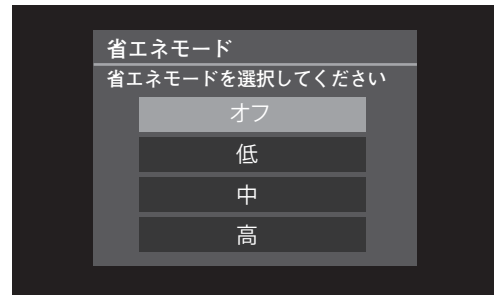 省エネモード
省エネモードを選択してください
オフ
低
中
高